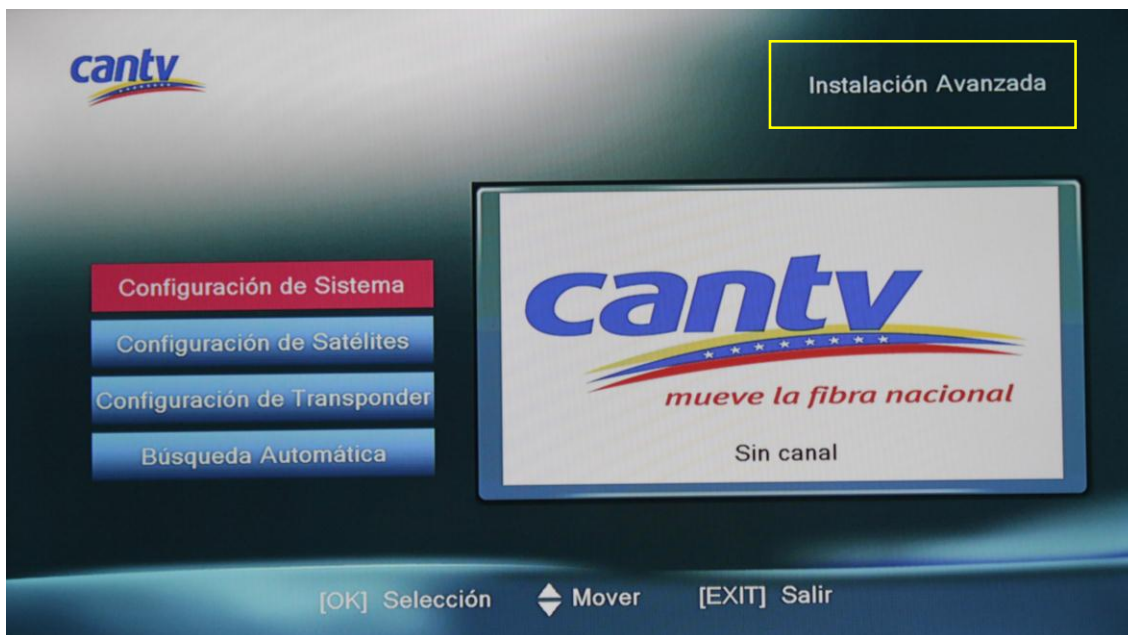 cantv
Instalación Avanzada
Configuración de Sistema
Configuración de Satélites
Configuración de Transponder
Búsqueda Automática
cantv
mueve la fibra nacional
Sin canal
[OK] Selección Mover [EXIT] Salir